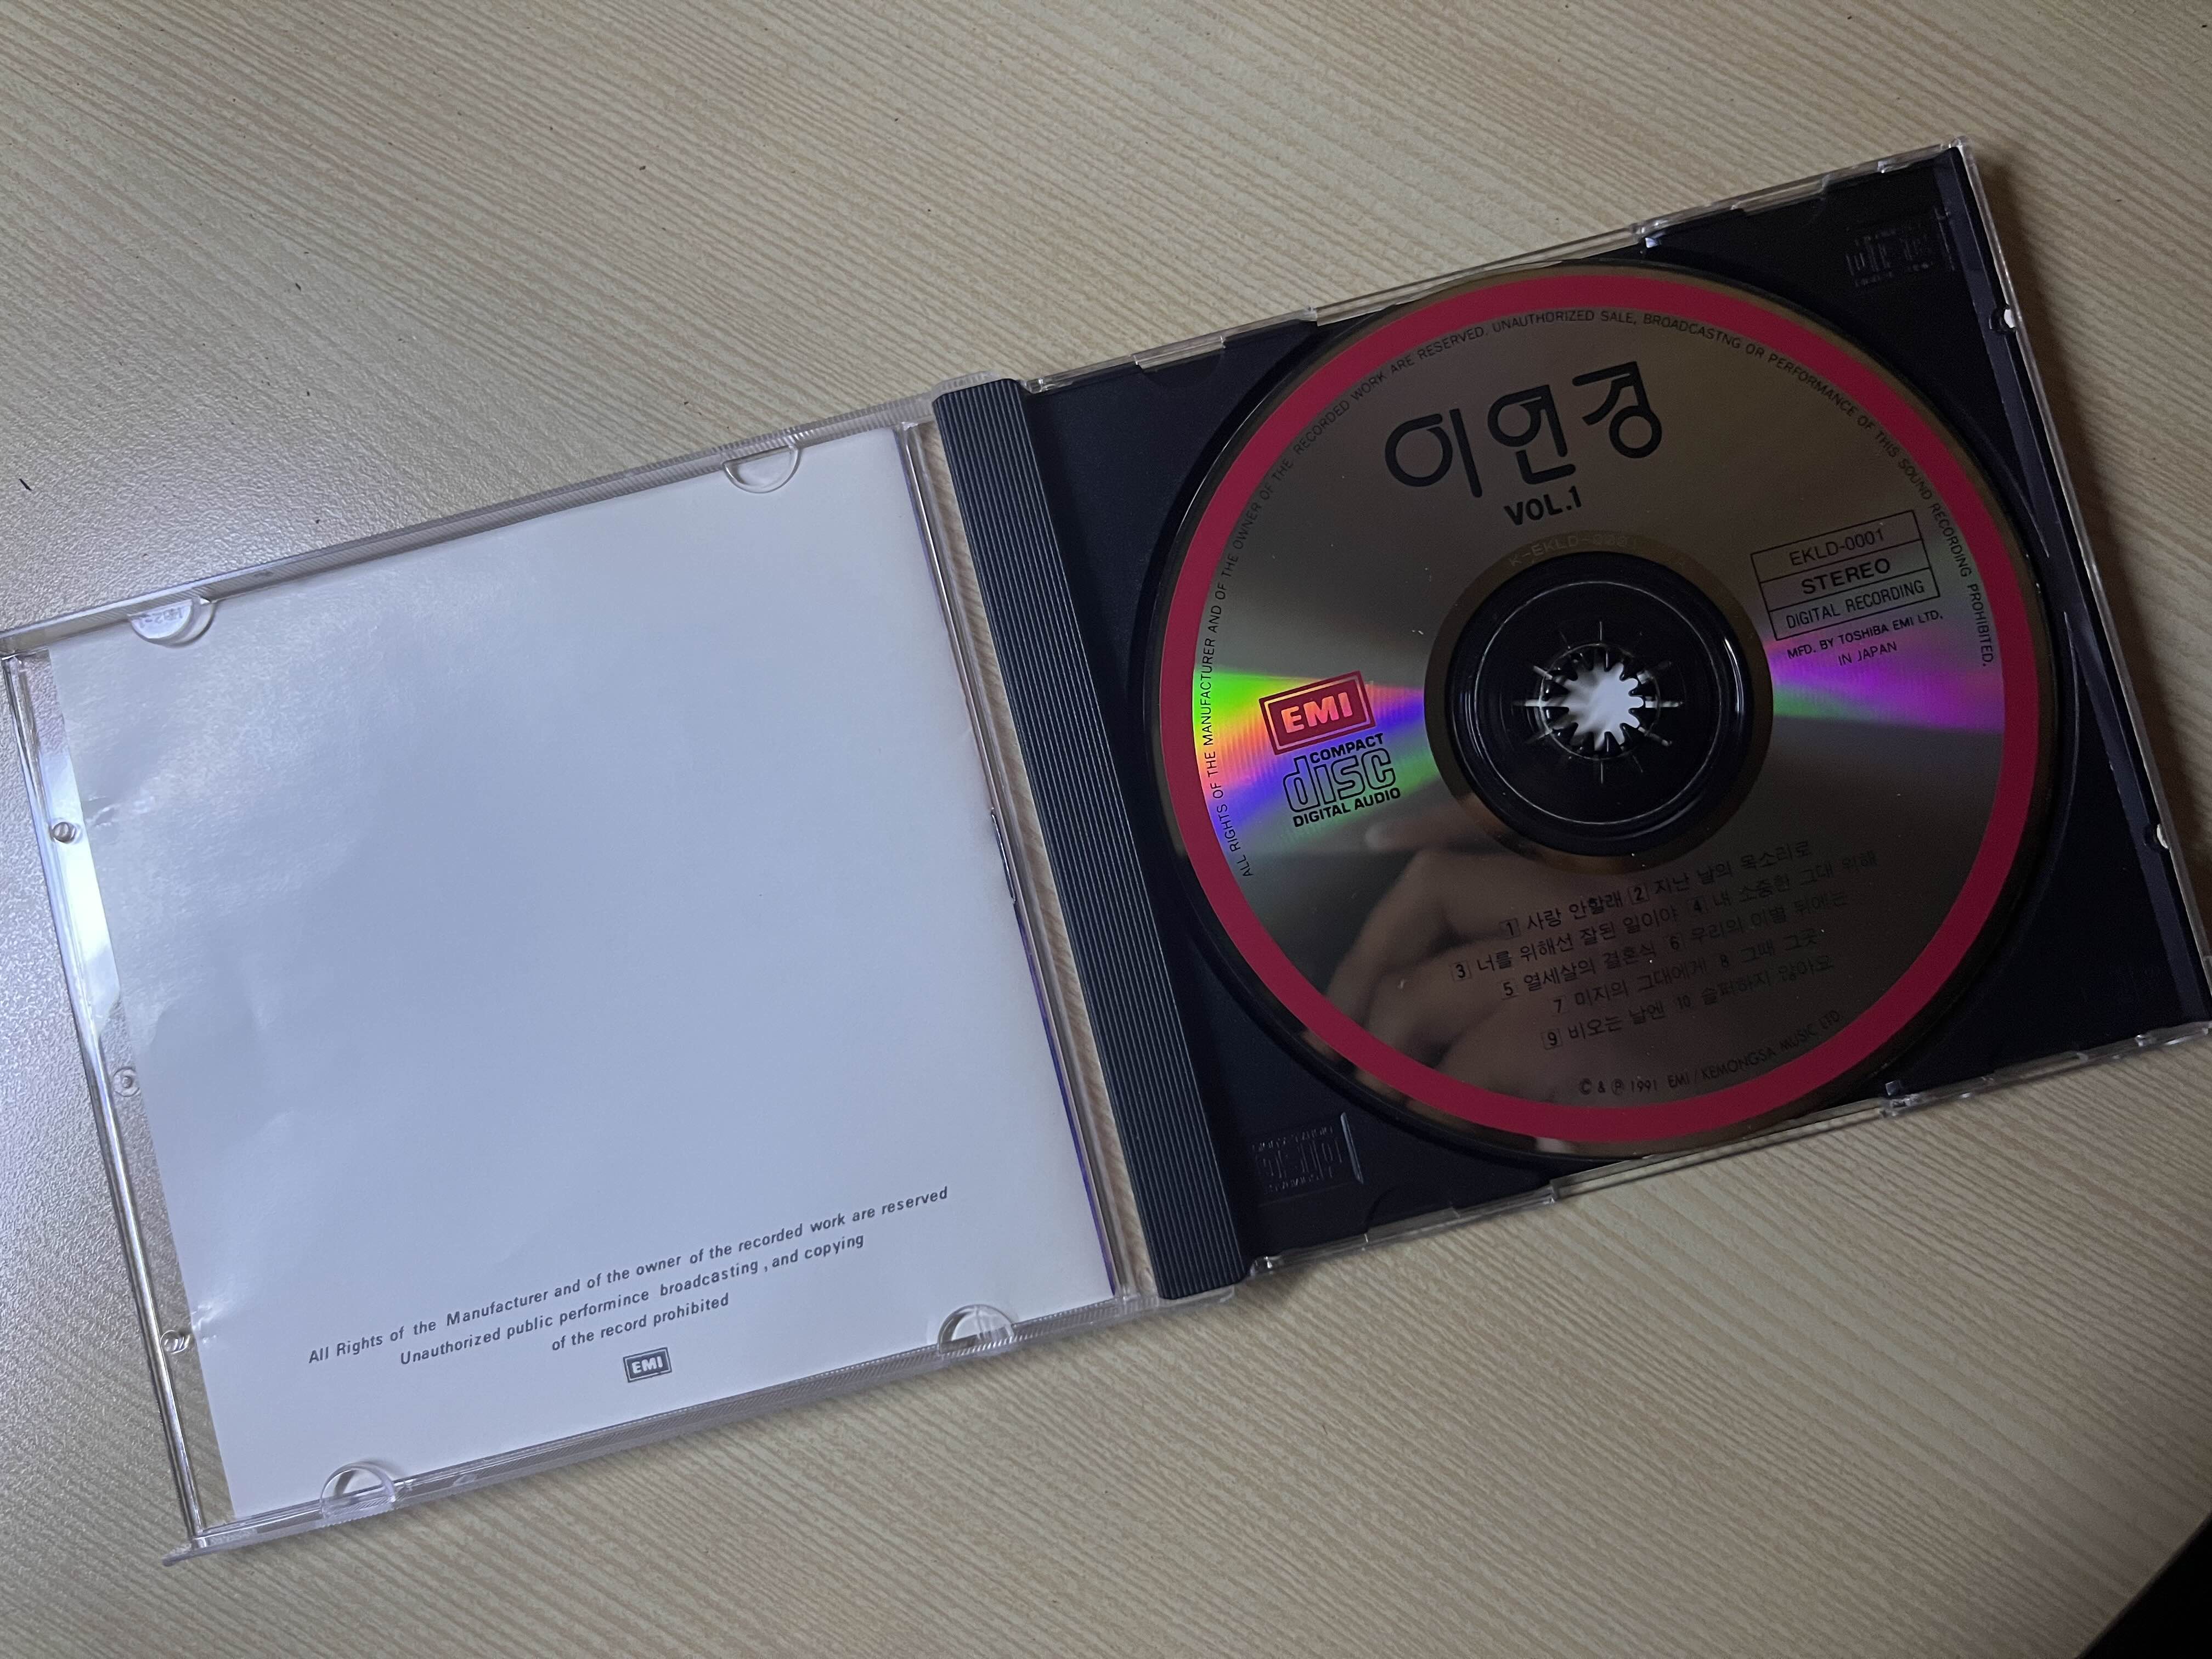 All Rights of the Manufacturer and of the owner of the recorded work are reserved
Unauthorized public performince broadcasting , and copying
of the record prohibited
EMI
ALL RIGHTS OF THE MANUFACTURER AND OF THE OWNER OF THE RECORDED WORK ARE RESERVED. UNAUTHORIZED SALE, BROADCASTNG OR PERFORMANCE OF THIS SOUND RECORDING PROHIBITED.
이연경
VOL.1
K-EKLD-0001
EKLD-0001
STEREO
DIGITAL RECORDING
MFD. BY TOSHIBA EMI LTD.
IN JAPAN
EMI
COMPACT
disc
DIGITAL AUDIO
1 사랑 안할래 2 지난 날의 목소리로
3 너를 위해선 잘된 일이야 4 내 소중한 그대 위해
5 열세살의 결혼식 6 우리의 이별 뒤에는
7 미지의 그대에게 8 그때 그곳
9 비오는 날엔 10 슬퍼하지 않아요
© & ℗ 1991 EMI / KEMONGSA MUSIC LTD